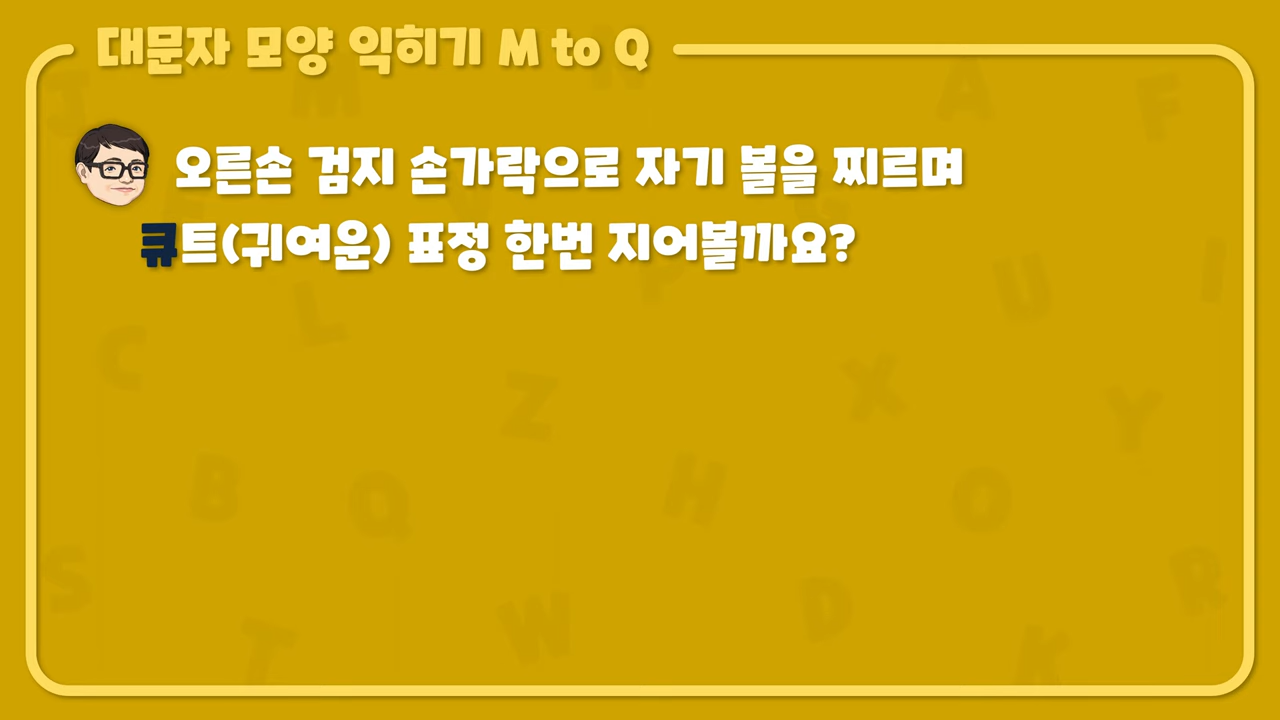 대문자 모양 익히기 M to Q
오른손 검지 손가락으로 자기 볼을 찌르며
큐트(귀여운) 표정 한번 지어볼까요?